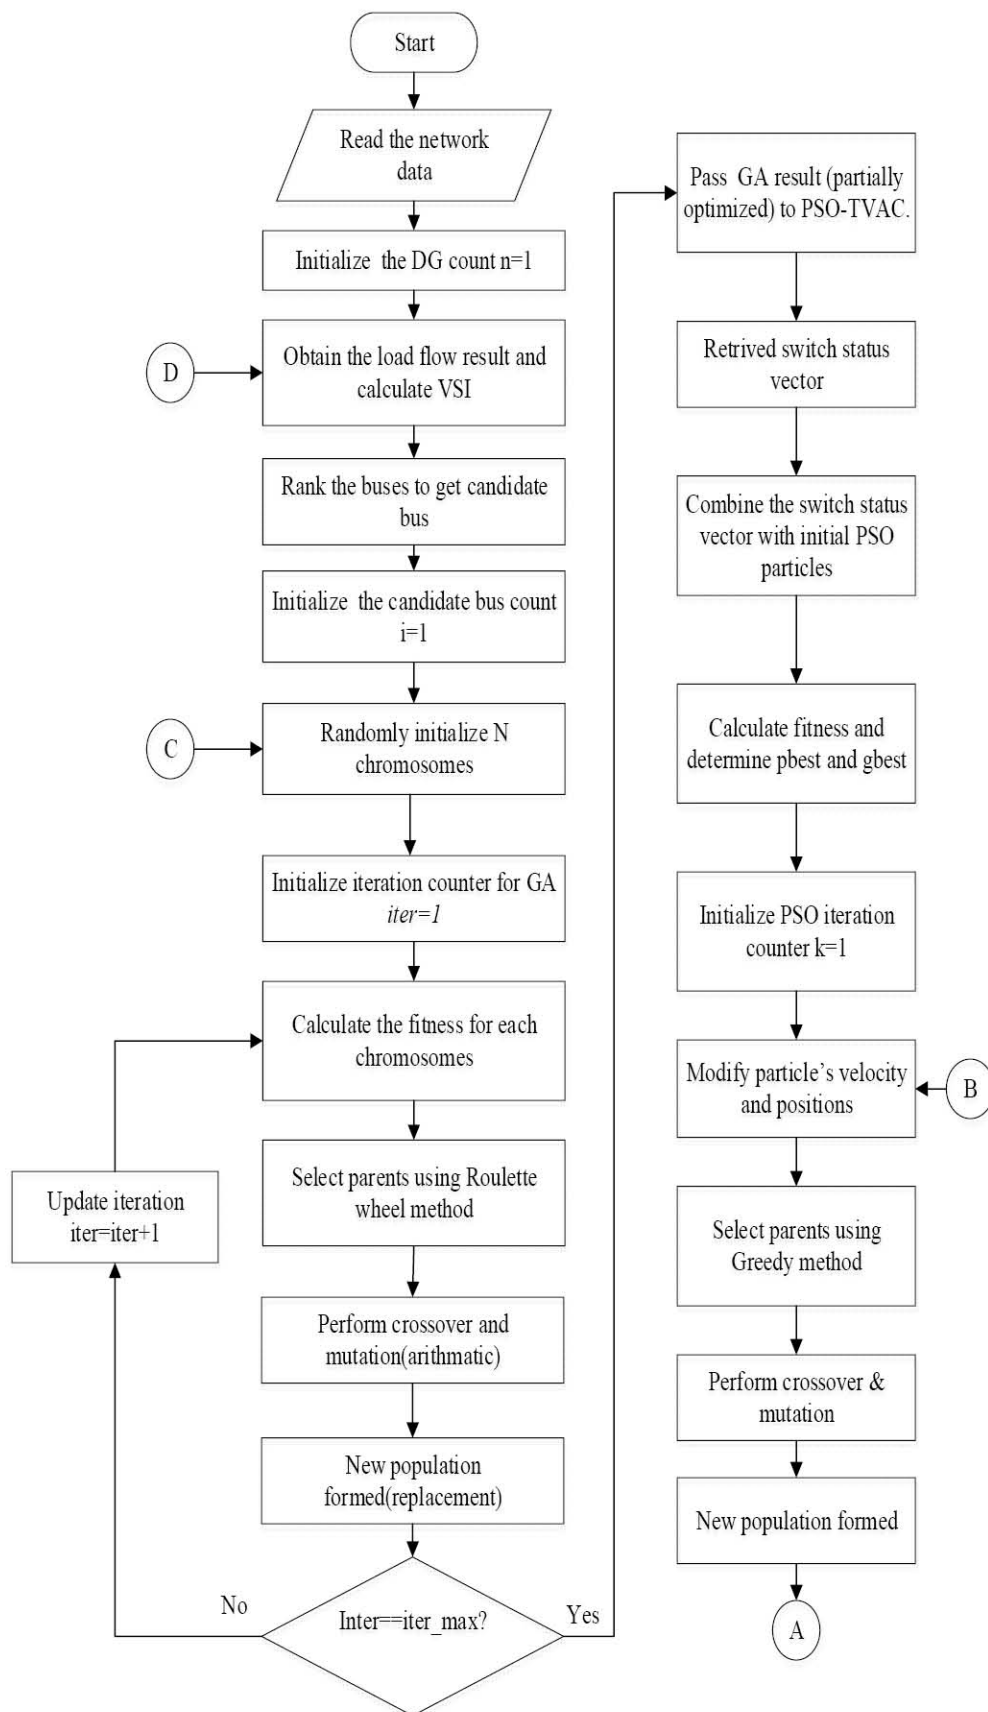 Start
Read the network
data
Initialize the DG count n=1
D
Obtain the load flow result and
calculate VSI
Rank the buses to get candidate
bus
Initialize the candidate bus count
i=1
C
Randomly initialize N
chromosomes
Initialize iteration counter for GA
iter=1
Calculate the fitness for each
chromosomes
Select parents using Roulette
wheel method
Update iteration
iter=iter+1
Perform crossover and
mutation(arithmatic)
New population
formed(replacement)
No
Inter==iter_max?
Yes
Pass GA result (partially
optimized) to PSO-TVAC.
Retrived switch status
vector
Combine the switch status
vector with initial PSO
particles
Calculate fitness and
determine pbest and gbest
Initialize PSO iteration
counter k=1
Modify particle’s velocity
and positions
B
Select parents using
Greedy method
Perform crossover &
mutation
New population formed
A